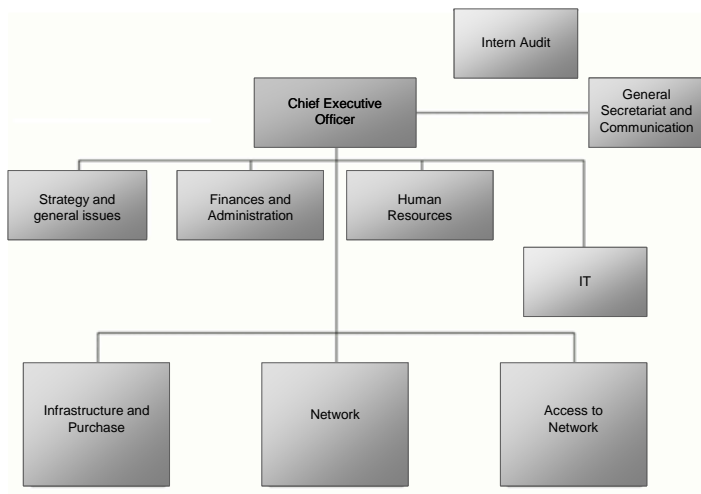 Intern Audit
Chief Executive
Officer
General
Secretariat and
Communication
Strategy and
general issues
Finances and
Administration
Human
Resources
IT
Infrastructure and
Purchase
Network
Access to
Network